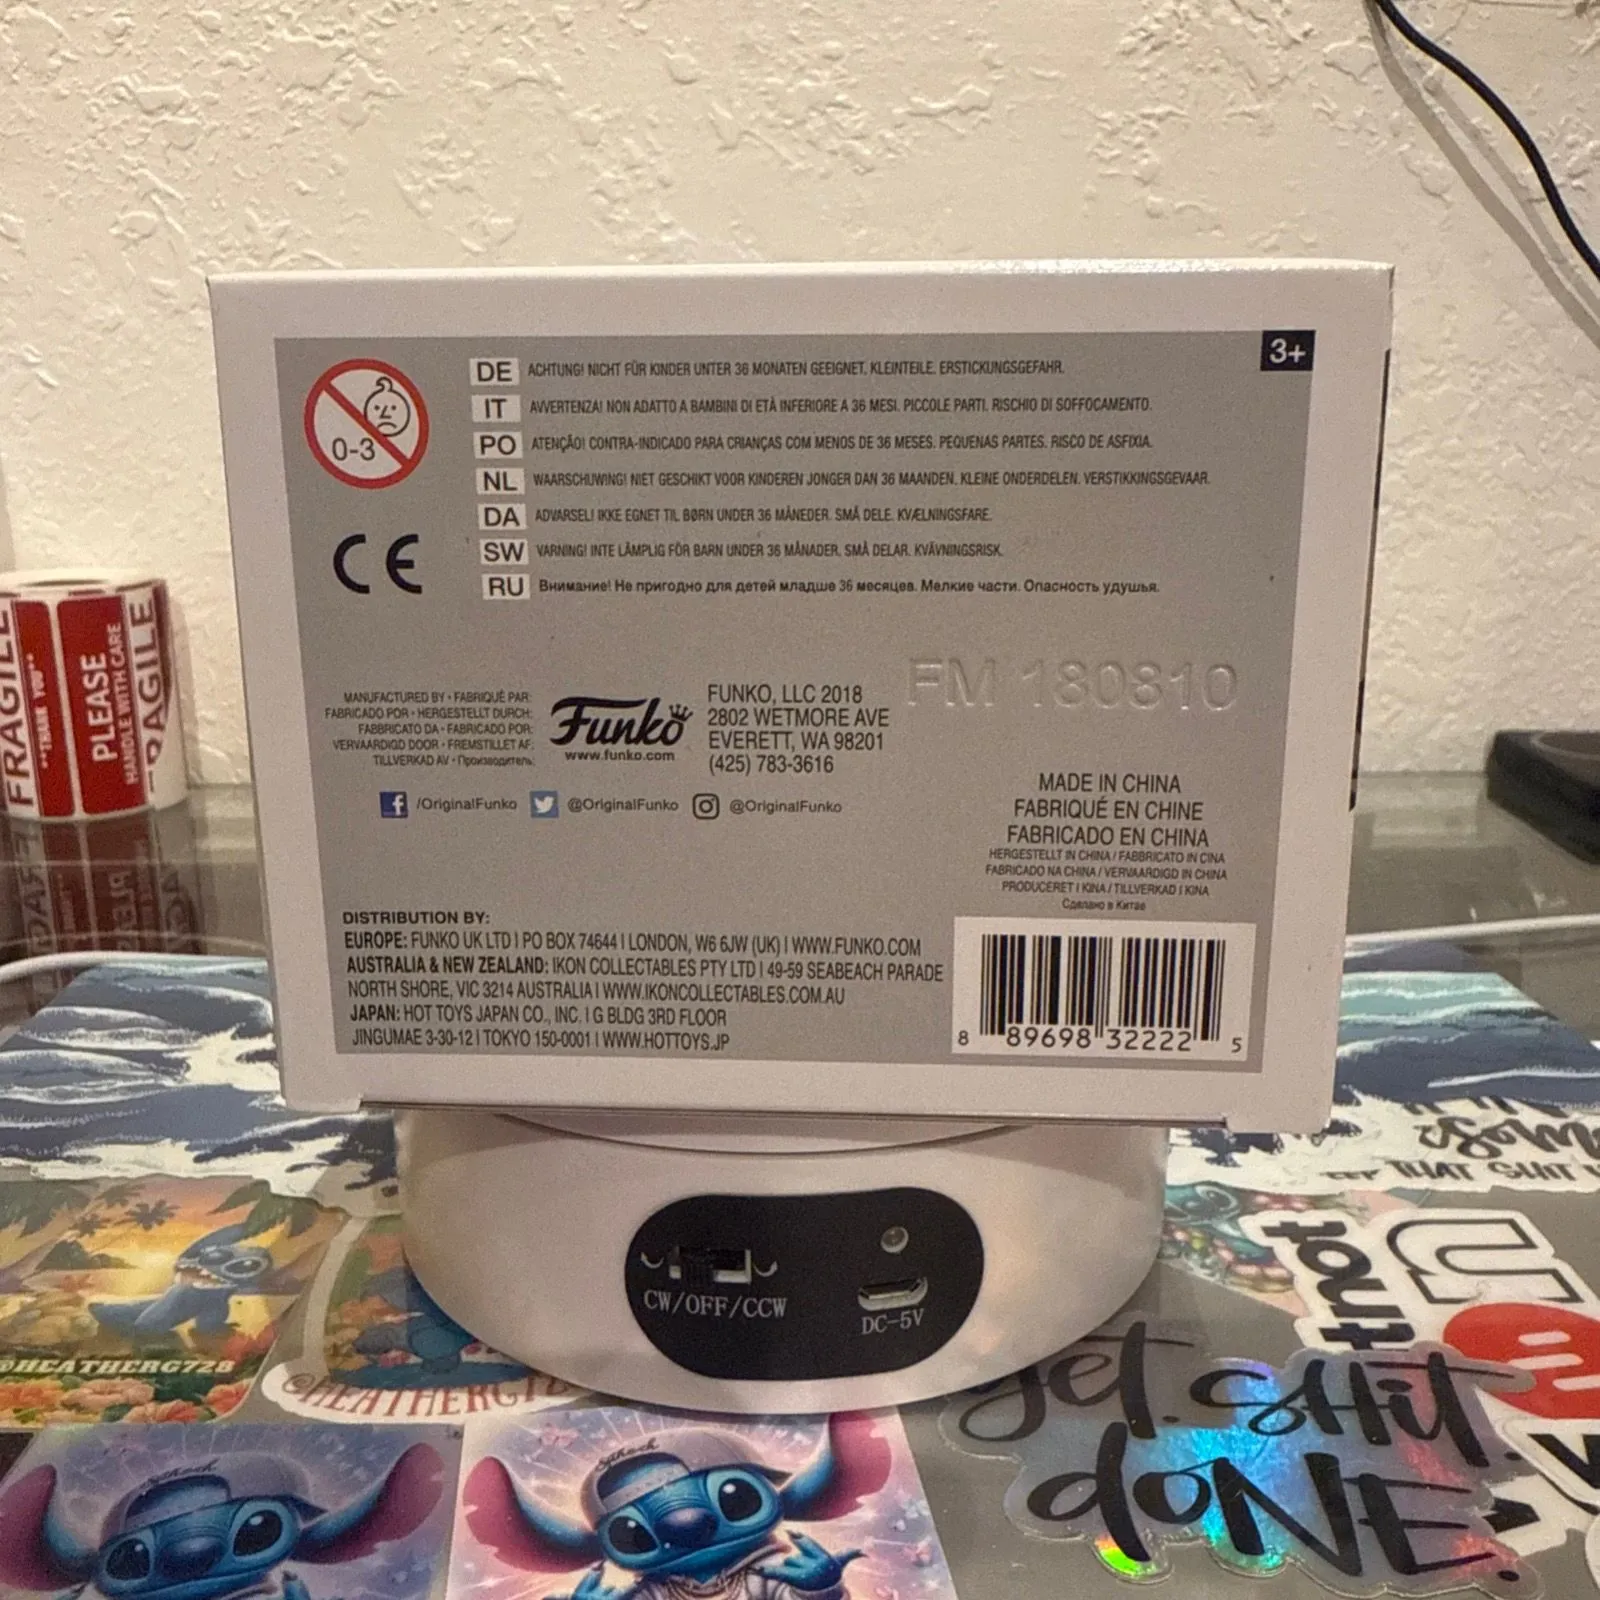 3+
0-3
DE ACHTUNG! NICHT FÜR KINDER UNTER 36 MONATEN GEEIGNET. KLEINTEILE. ERSTICKUNGSGEFAHR.
IT AVVERTENZA! NON ADATTO A BAMBINI DI ETÀ INFERIORE A 36 MESI. PICCOLE PARTI. RISCHIO DI SOFFOCAMENTO.
PO ATENÇÃO! CONTRA-INDICADO PARA CRIANÇAS COM MENOS DE 36 MESES. PEQUENAS PARTES. RISCO DE ASFIXIA.
NL WAARSCHUWING! NIET GESCHIKT VOOR KINDEREN JONGER DAN 36 MAANDEN. KLEINE ONDERDELEN. VERSTIKKINGSGEVAAR.
DA ADVARSEL! IKKE EGNET TIL BØRN UNDER 36 MÅNEDER. SMÅ DELE. KVÆLNINGSFARE.
SW VARNING! INTE LÄMPLIG FÖR BARN UNDER 36 MÅNADER. SMÅ DELAR. KVÄVNINGSRISK.
RU Внимание! Не пригодно для детей младше 36 месяцев. Мелкие части. Опасность удушья.
CE
FM 180810
MANUFACTURED BY • FABRIQUÉ PAR:
FABRICADO POR • HERGESTELLT DURCH:
FABBRICATO DA • FABRICADO POR:
VERVAARDIGD DOOR • FREMSTILLET AF:
TILLVERKAD AV • Производитель:
Funko
www.funko.com
FUNKO, LLC 2018
2802 WETMORE AVE
EVERETT, WA 98201
(425) 783-3616
f /OriginalFunko @OriginalFunko @OriginalFunko
MADE IN CHINA
FABRIQUÉ EN CHINE
FABRICADO EN CHINA
HERGESTELLT IN CHINA / FABBRICATO IN CINA
FABRICADO NA CHINA / VERVAARDIGD IN CHINA
PRODUCERET I KINA / TILLVERKAD I KINA
Сделано в Китае
DISTRIBUTION BY:
EUROPE: FUNKO UK LTD | PO BOX 74644 | LONDON, W6 6JW (UK) | WWW.FUNKO.COM
AUSTRALIA & NEW ZEALAND: IKON COLLECTABLES PTY LTD | 49-59 SEABEACH PARADE
NORTH SHORE, VIC 3214 AUSTRALIA | WWW.IKONCOLLECTABLES.COM.AU
JAPAN: HOT TOYS JAPAN CO., INC. | G BLDG 3RD FLOOR
JINGUMAE 3-30-12 | TOKYO 150-0001 | WWW.HOTTOYS.JP
8 89698 32222 5
FRAGILE
**THANK YOU**
PLEASE
HANDLE WITH CARE
FRAGILE
CW/OFF/CCW
DC-5V
THAT SHIT
not
@HEATHERG728
get. SHit.
doNE.